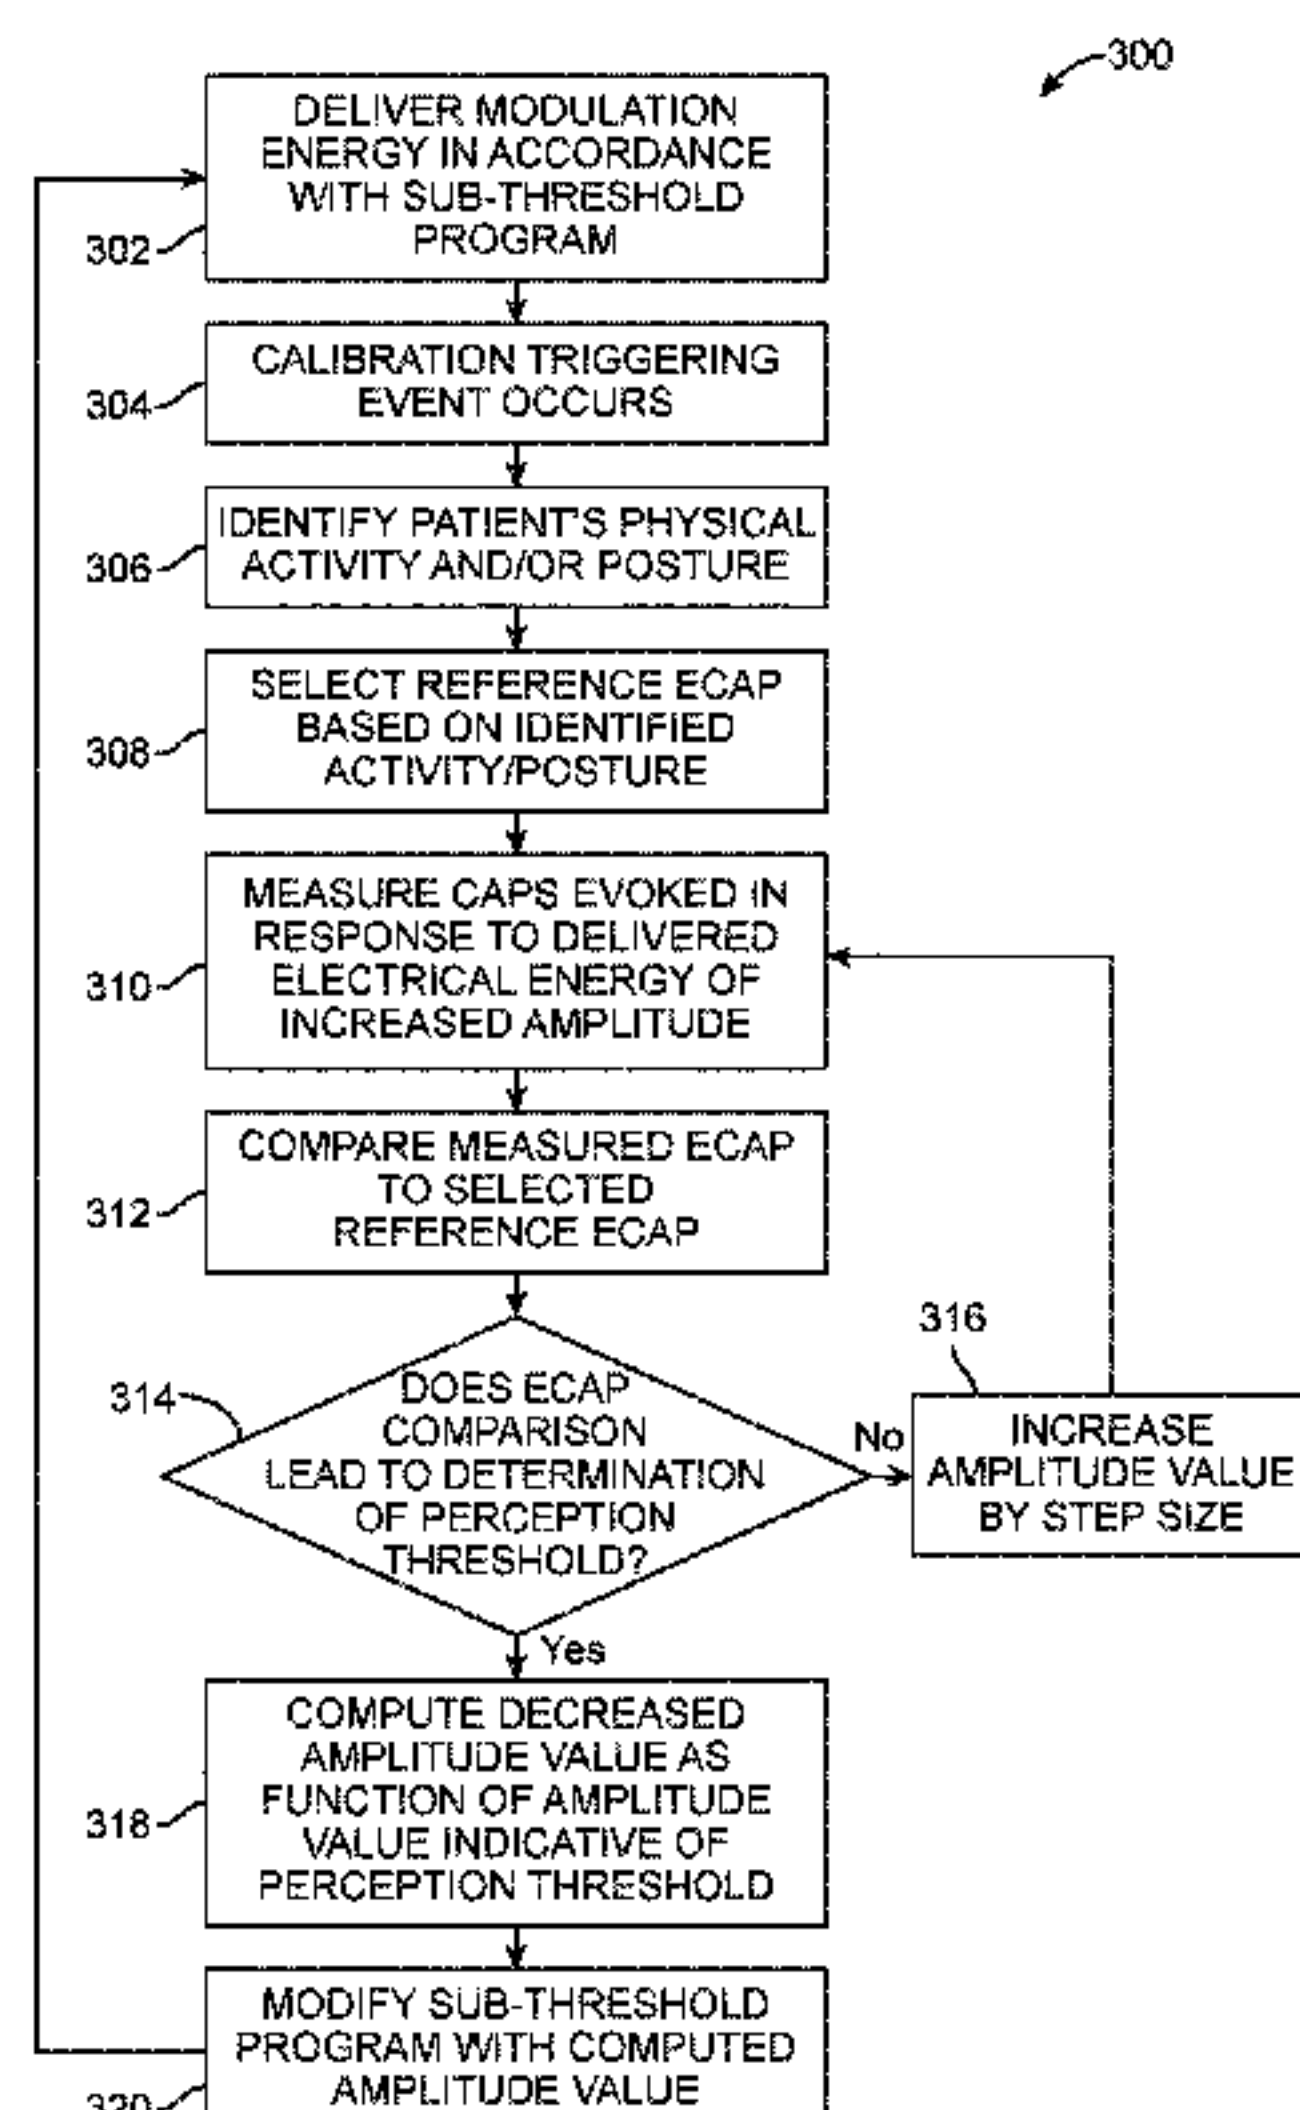 300
DELIVER MODULATION
ENERGY IN ACCORDANCE
WITH SUB-THRESHOLD
PROGRAM
302
CALIBRATION TRIGGERING
EVENT OCCURS
304
IDENTIFY PATIENT'S PHYSICAL
ACTIVITY AND/OR POSTURE
306
SELECT REFERENCE ECAP
BASED ON IDENTIFIED
ACTIVITY/POSTURE
308
MEASURE CAPS EVOKED IN
RESPONSE TO DELIVERED
ELECTRICAL ENERGY OF
INCREASED AMPLITUDE
310
COMPARE MEASURED ECAP
TO SELECTED
REFERENCE ECAP
312
316
314
DOES ECAP
COMPARISON
LEAD TO DETERMINATION
OF PERCEPTION
THRESHOLD?
No
INCREASE
AMPLITUDE VALUE
BY STEP SIZE
Yes
COMPUTE DECREASED
AMPLITUDE VALUE AS
FUNCTION OF AMPLITUDE
VALUE INDICATIVE OF
PERCEPTION THRESHOLD
318
MODIFY SUB-THRESHOLD
PROGRAM WITH COMPUTED
AMPLITUDE VALUE
320